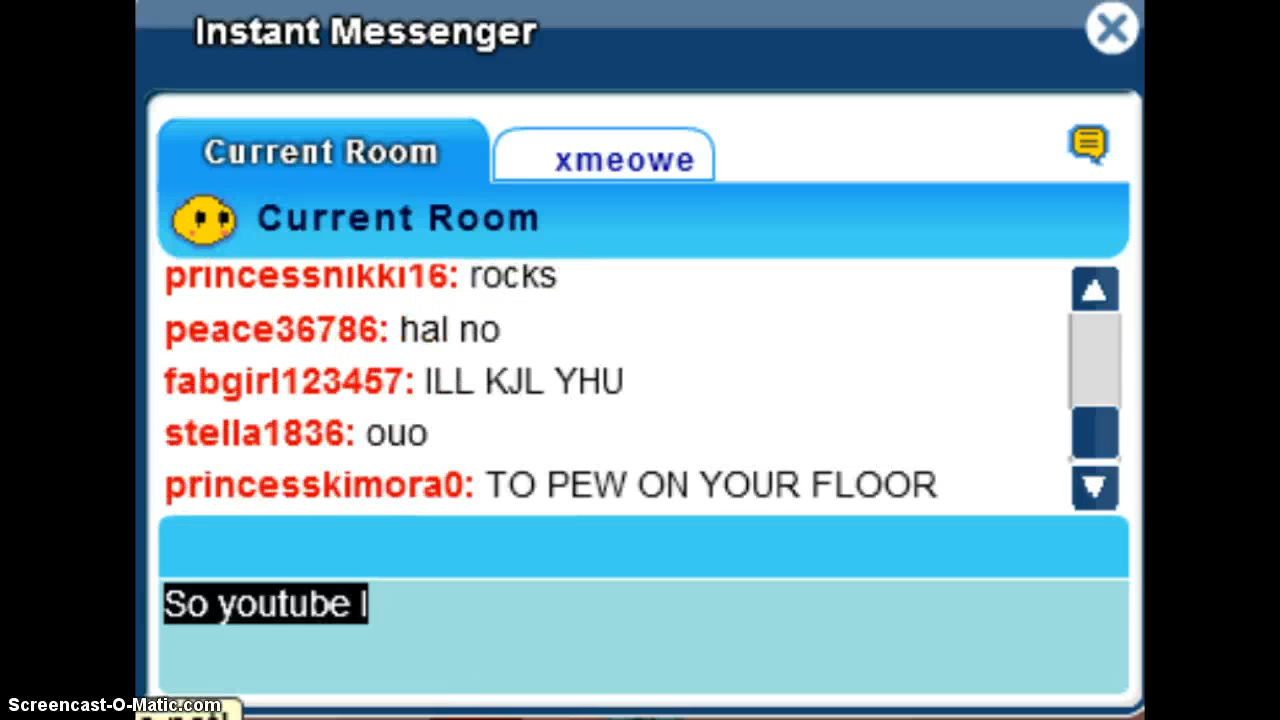 Instant Messenger
Current Room
xmeowe
Current Room
princessnikki16: rocks
peace36786: hal no
fabgirl123457: ILL KJL YHU
stella1836: ouo
princesskimora0: TO PEW ON YOUR FLOOR
So youtube I
Screencast-O-Matic.com